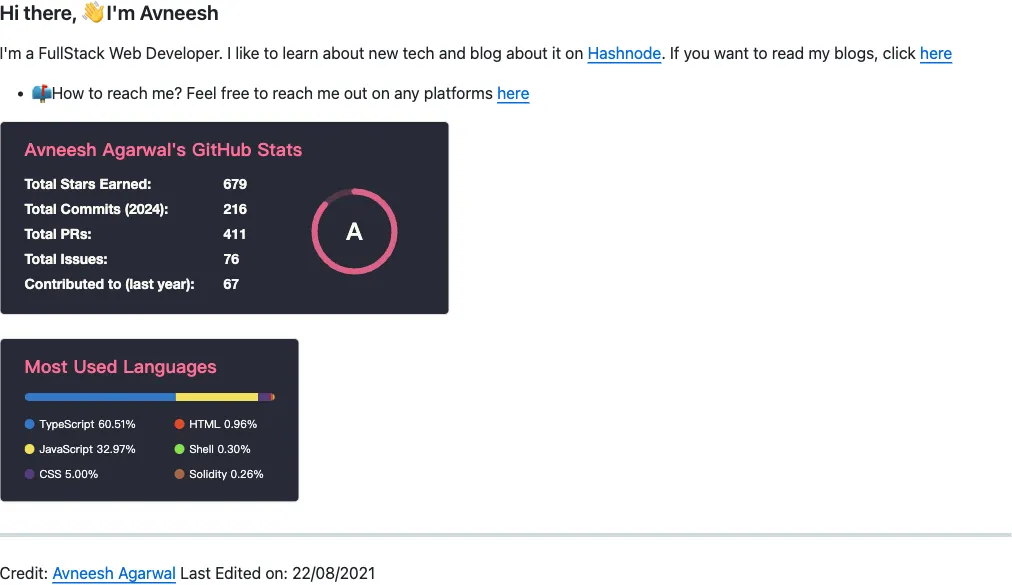 Hi there, 👋I'm Avneesh
I'm a FullStack Web Developer. I like to learn about new tech and blog about it on Hashnode. If you want to read my blogs, click here
• 📫How to reach me? Feel free to reach me out on any platforms here
Avneesh Agarwal's GitHub Stats
Total Stars Earned: 679
Total Commits (2024): 216
Total PRs: 411
Total Issues: 76
Contributed to (last year): 67
A
Most Used Languages
TypeScript 60.51% HTML 0.96%
JavaScript 32.97% Shell 0.30%
CSS 5.00% Solidity 0.26%
Credit: Avneesh Agarwal Last Edited on: 22/08/2021